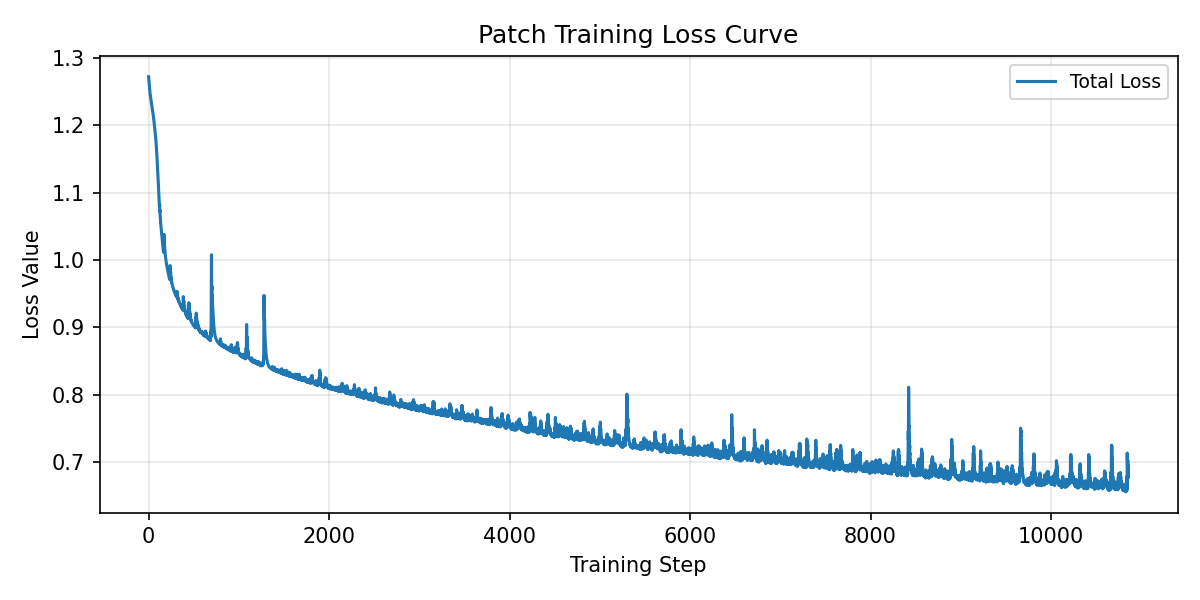 Patch Training Loss Curve
Total Loss
Loss Value
1.3
1.2
1.1
1.0
0.9
0.8
0.7
0 2000 4000 6000 8000 10000
Training Step